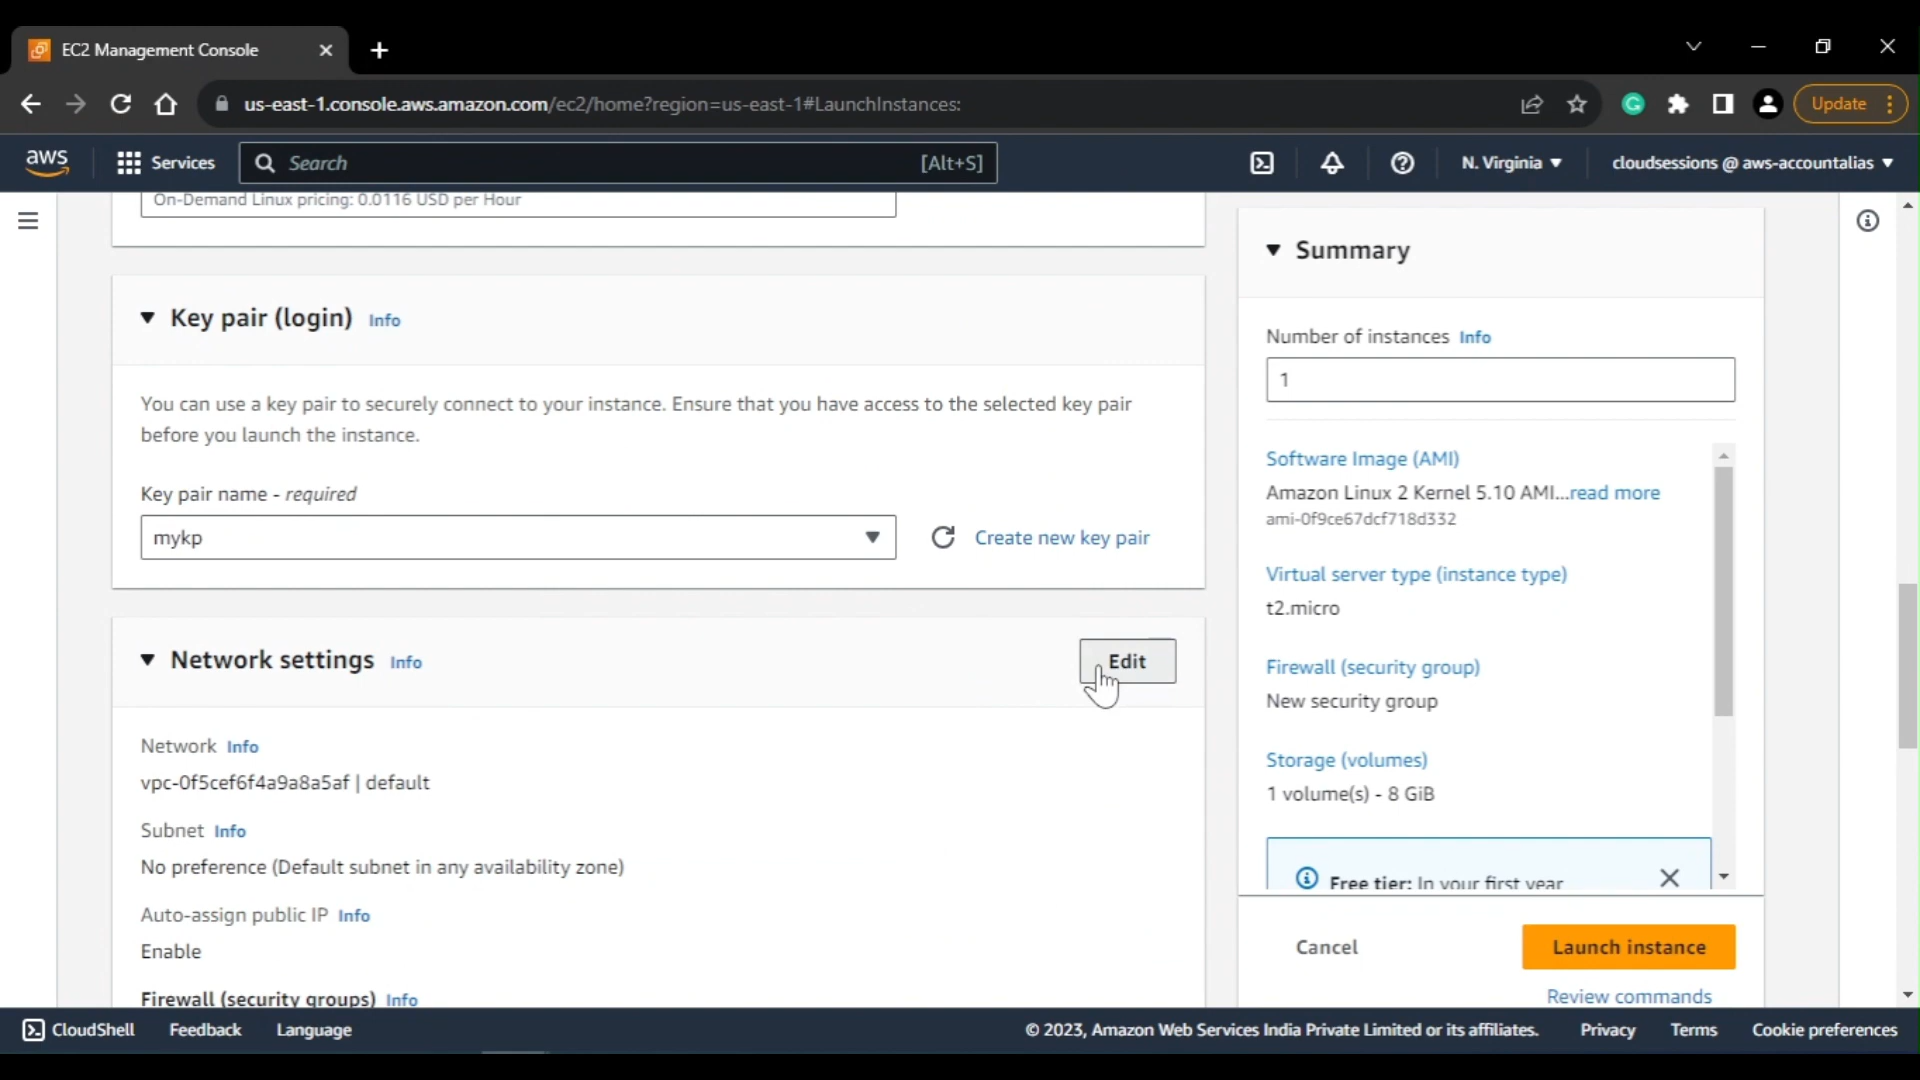 EC2 Management Console
us-east-1.console.aws.amazon.com/ec2/home?region=us-east-1#LaunchInstances:
Update
aws
Services
Search
[Alt+S]
N. Virginia
cloudsessions @ aws-accountalias
On-Demand Linux pricing: 0.0116 USD per Hour
Key pair (login) Info
You can use a key pair to securely connect to your instance. Ensure that you have access to the selected key pair
before you launch the instance.
Key pair name - required
mykp
Create new key pair
Network settings Info
Edit
Network Info
vpc-0f5cef6f4a9a8a5af | default
Subnet Info
No preference (Default subnet in any availability zone)
Auto-assign public IP Info
Enable
Firewall (security groups) Info
Summary
Number of instances Info
1
Software Image (AMI)
Amazon Linux 2 Kernel 5.10 AMI...read more
ami-0f9ce67dcf718d332
Virtual server type (instance type)
t2.micro
Firewall (security group)
New security group
Storage (volumes)
1 volume(s) - 8 GiB
Free tier: In your first year
Cancel
Launch instance
Review commands
CloudShell
Feedback
Language
© 2023, Amazon Web Services India Private Limited or its affiliates.
Privacy
Terms
Cookie preferences